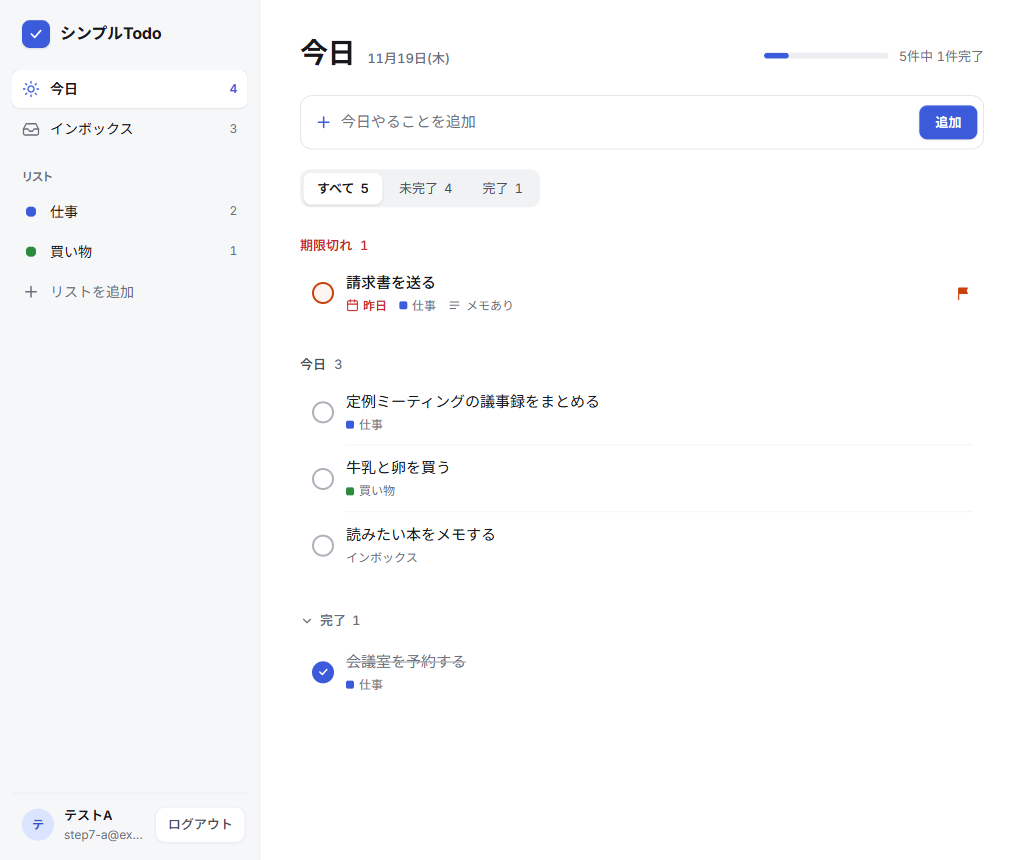 シンプルTodo
今日 4
インボックス 3
リスト
仕事 2
買い物 1
リストを追加
テ
テストA
step7-a@ex...
ログアウト
今日 11月19日(木)
5件中 1件完了
今日やることを追加
追加
すべて 5 未完了 4 完了 1
期限切れ 1
請求書を送る
昨日 仕事 メモあり
今日 3
定例ミーティングの議事録をまとめる
仕事
牛乳と卵を買う
買い物
読みたい本をメモする
インボックス
完了 1
会議室を予約する
仕事